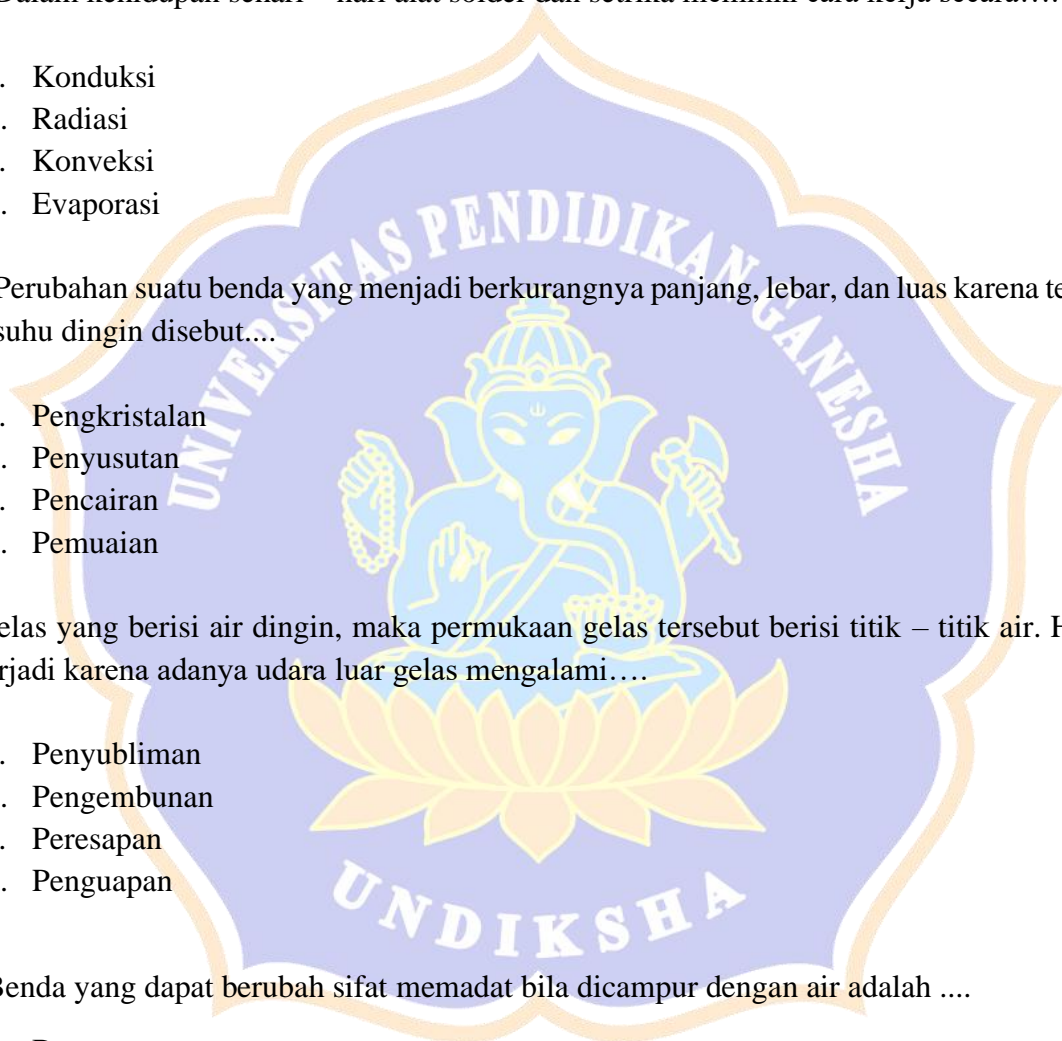 Dalam kehidupan sehari – hari alat solder dan setrika memiliki cara kerja secara….
. Konduksi
. Radiasi
. Konveksi
. Evaporasi
UNIVERSITAS PENDIDIKAN GANESHA
Perubahan suatu benda yang menjadi berkurangnya panjang, lebar, dan luas karena te
suhu dingin disebut....
. Pengkristalan
. Penyusutan
. Pencairan
. Pemuaian
elas yang berisi air dingin, maka permukaan gelas tersebut berisi titik – titik air. H
rjadi karena adanya udara luar gelas mengalami….
. Penyubliman
. Pengembunan
. Peresapan
. Penguapan
UNDIKSHA
Benda yang dapat berubah sifat memadat bila dicampur dengan air adalah ....